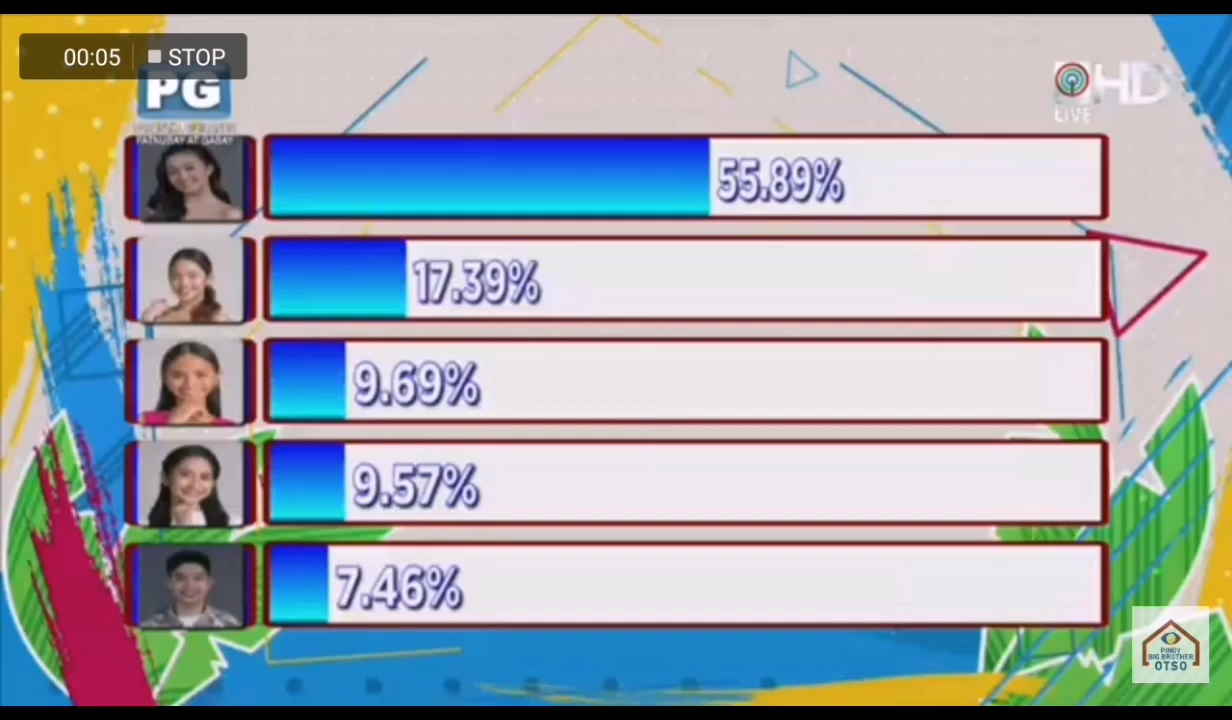 00:05 STOP
PG
HD
LIVE
55.89%
17.39%
9.69%
9.57%
7.46%
PINOY
BIG BROTHER
OTSO